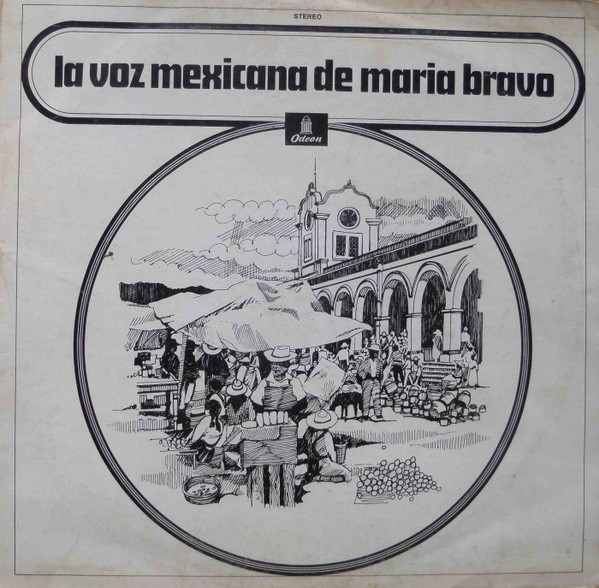 STEREO
la voz mexicana de maria bravo
Odeon